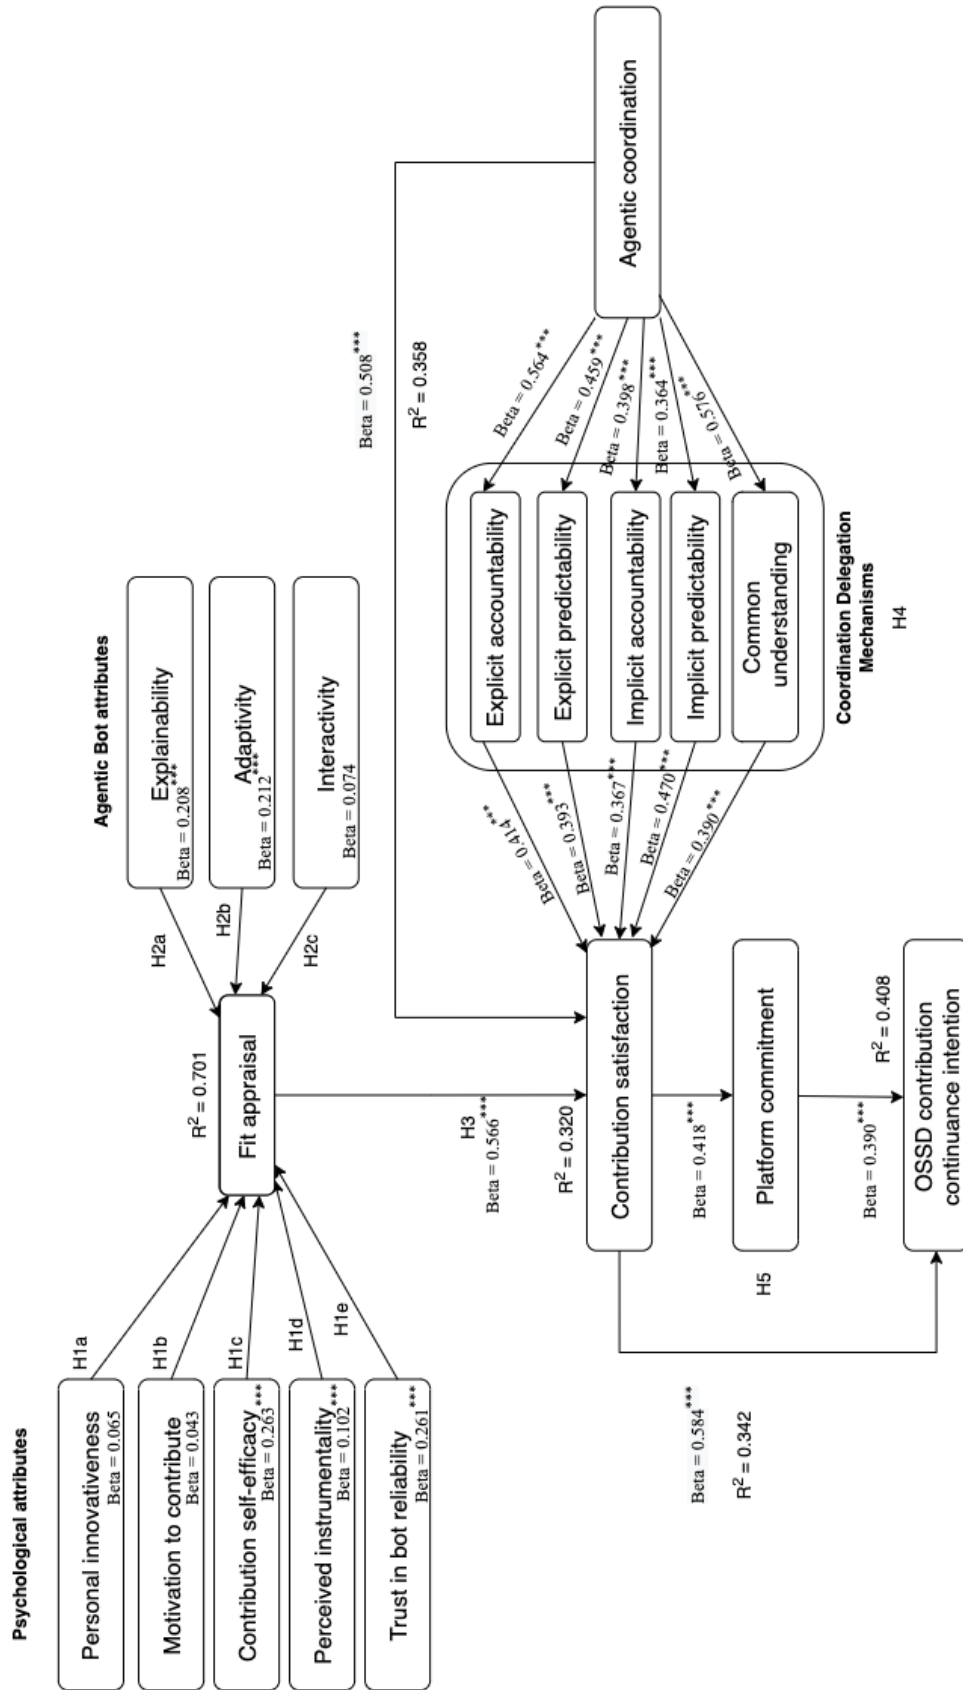 Psychological attributes
Personal innovativeness
Beta = 0.065
Motivation to contribute
Beta = 0.043
Contribution self-efficacy
Beta = 0.263***
Perceived instrumentality
Beta = 0.102***
Trust in bot reliability
Beta = 0.261***
H1a
H1b
H1c
H1d
H1e
R² = 0.701
Fit appraisal
Agentic Bot attributes
Explainability
Beta = 0.208***
Adaptivity
Beta = 0.212***
Interactivity
Beta = 0.074
H2a
H2b
H2c
H3
Beta = 0.566***
R² = 0.320
Contribution satisfaction
Beta = 0.508***
R² = 0.358
Agentic coordination
Beta = 0.564***
Beta = 0.459***
Beta = 0.398***
Beta = 0.364***
Beta = 0.576***
Explicit accountability
Explicit predictability
Implicit accountability
Implicit predictability
Common
understanding
Coordination Delegation
Mechanisms
H4
Beta = 0.414***
Beta = 0.393***
Beta = 0.367***
Beta = 0.470***
Beta = 0.390***
Beta = 0.418***
Platform commitment
H5
Beta = 0.390***
R² = 0.408
OSSD contribution
continuance intention
Beta = 0.584***
R² = 0.342